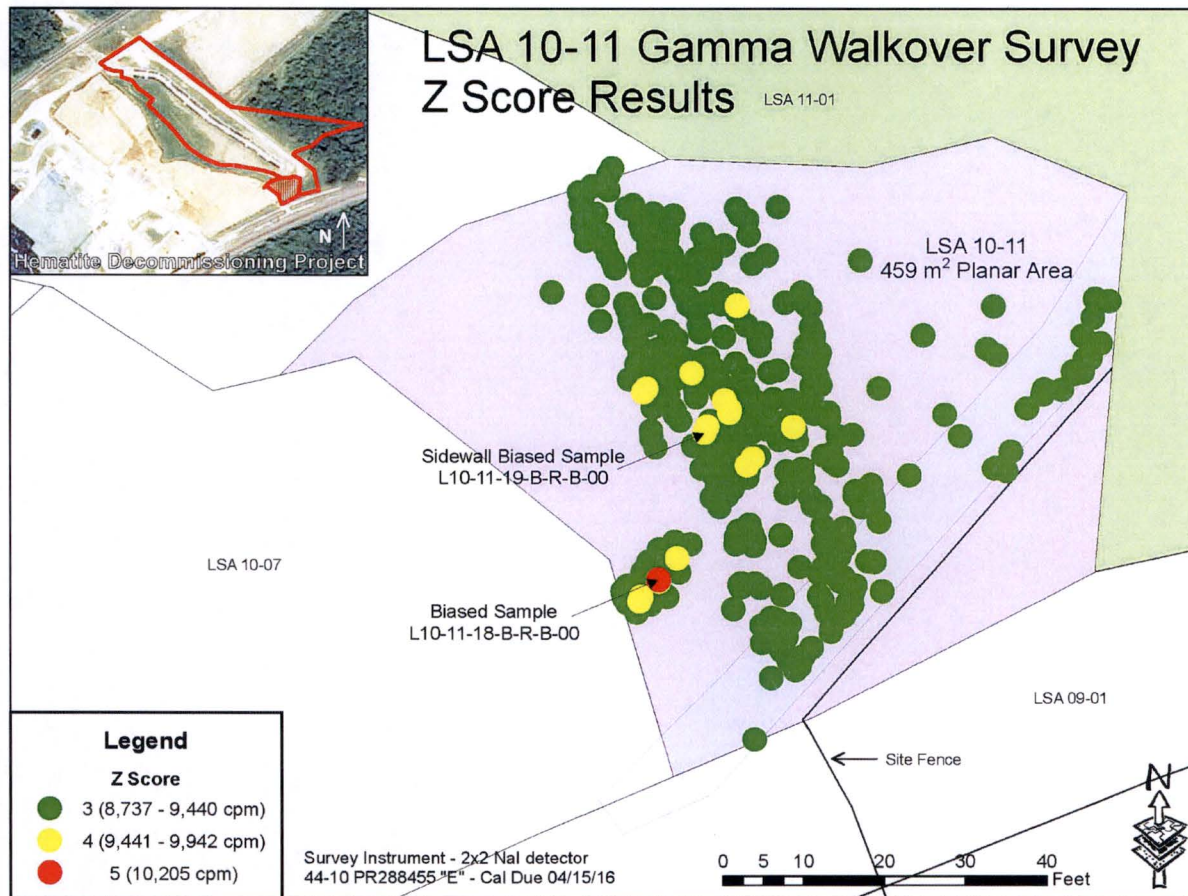 LSA 10-11 Gamma Walkover Survey
Z Score Results
LSA 11-01
N
Hematite Decommissioning Project
LSA 10-11
459 m² Planar Area
Sidewall Biased Sample
L10-11-19-B-R-B-00
LSA 10-07
Biased Sample
L10-11-18-B-R-B-00
LSA 09-01
Site Fence
Legend
Z Score
3 (8,737 - 9,440 cpm)
4 (9,441 - 9,942 cpm)
5 (10,205 cpm)
Survey Instrument - 2x2 NaI detector
44-10 PR288455 "E" - Cal Due 04/15/16
0 5 10 20 30 40
Feet
N